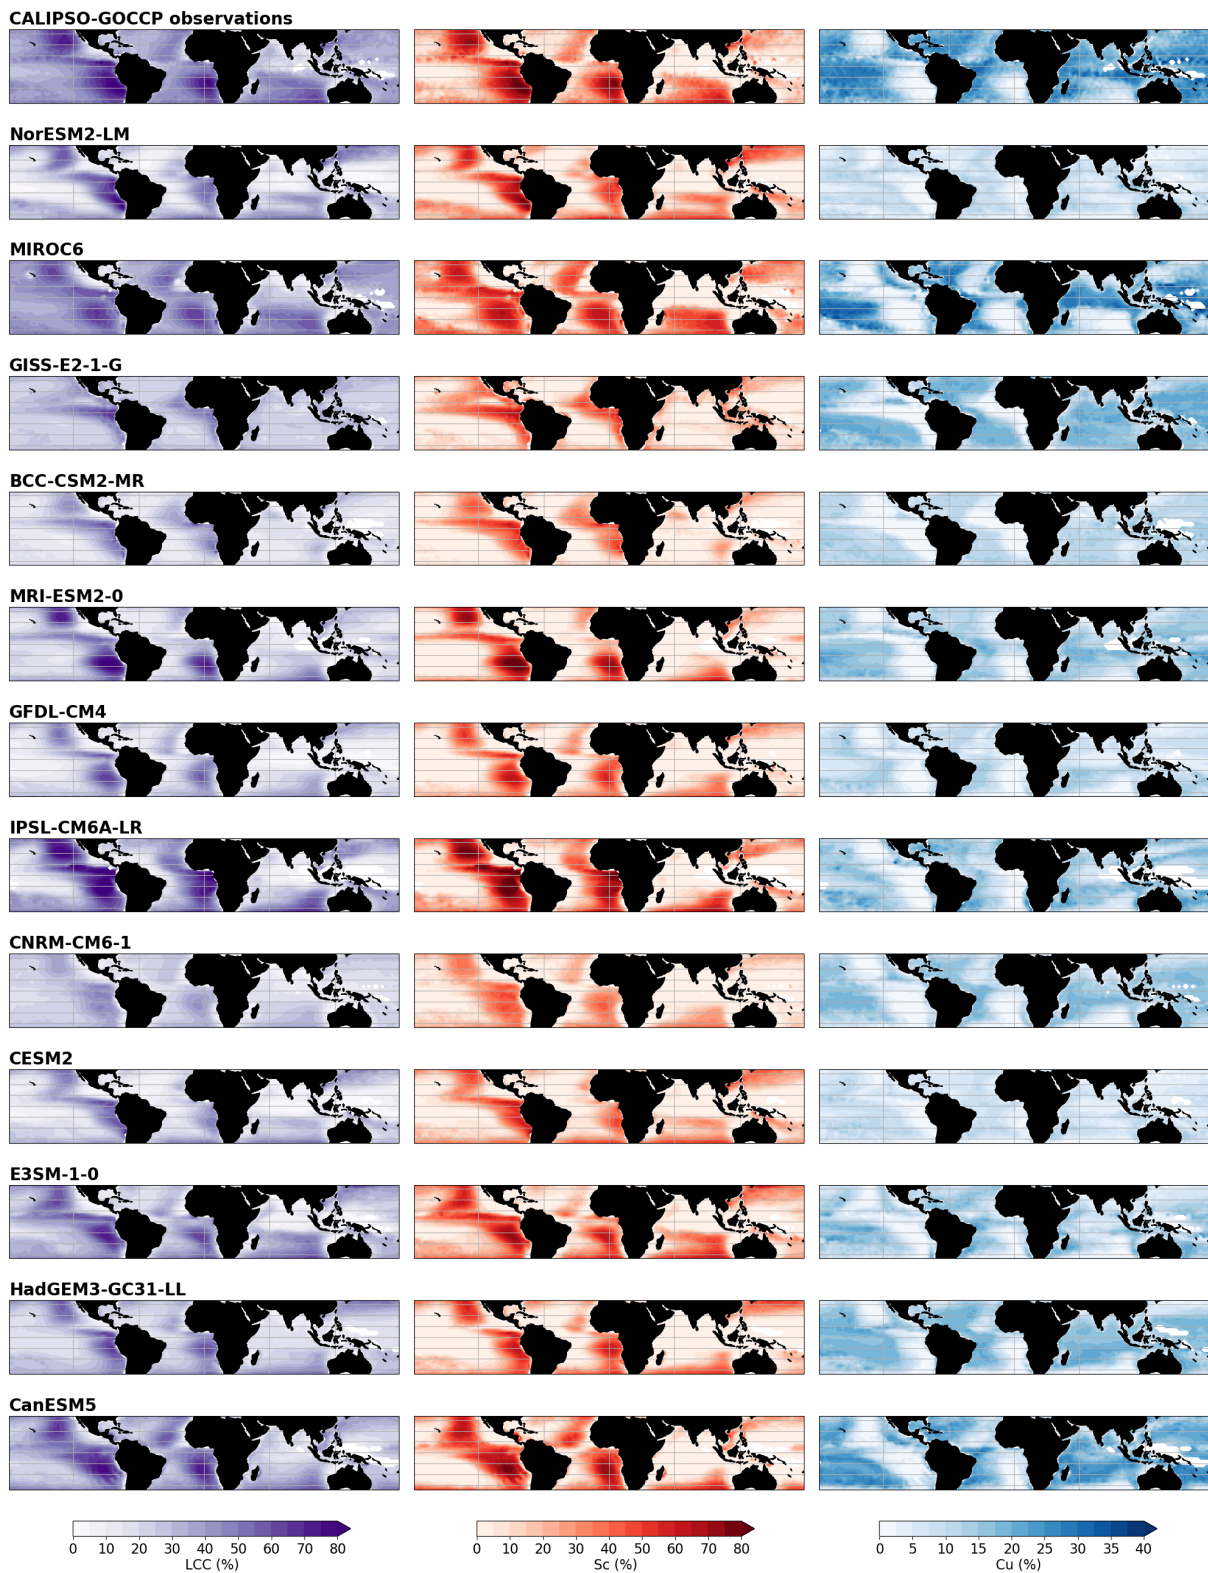 CALIPSO-GOCCP observations
NorESM2-LM
MIROC6
GISS-E2-1-G
BCC-CSM2-MR
MRI-ESM2-0
GFDL-CM4
IPSL-CM6A-LR
CNRM-CM6-1
CESM2
E3SM-1-0
HadGEM3-GC31-LL
CanESM5
0 10 20 30 40 50 60 70 80
LCC (%)
0 10 20 30 40 50 60 70 80
Sc (%)
0 5 10 15 20 25 30 35 40
Cu (%)